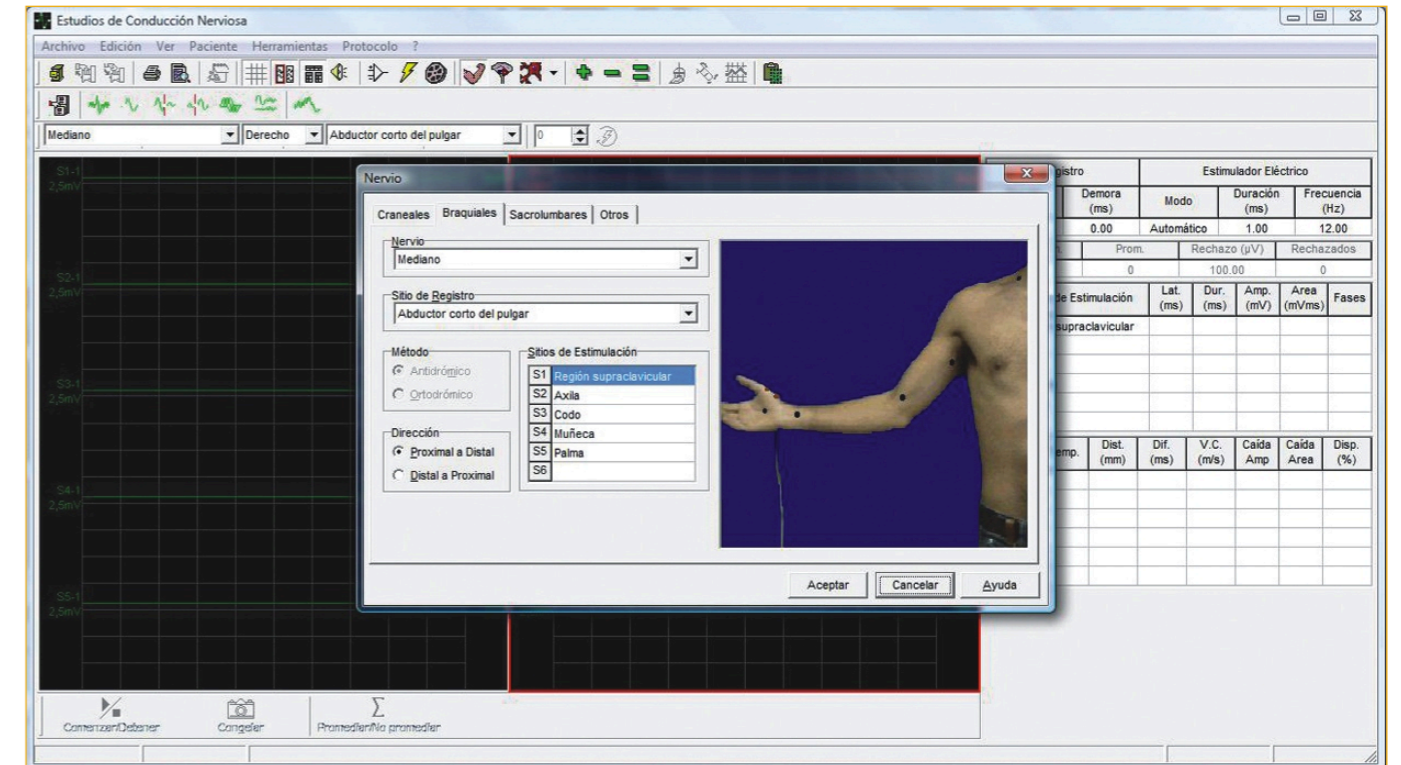 Estudios de Conducción Nerviosa
Archivo Edición Ver Paciente Herramientas Protocolo ?
Mediano Derecho Abductor corto del pulgar 0
S1-1
2,5mV
S2-1
2,5mV
S3-1
2,5mV
S4-1
2,5mV
S5-1
2,5mV
Nervio
Craneales Braquiales Sacrolumbares Otros
Nervio
Mediano
Sitio de Registro
Abductor corto del pulgar
Método
Antidrómico
Ortodrómico
Dirección
Proximal a Distal
Distal a Proximal
Sitios de Estimulación
S1 Región supraclavicular
S2 Axila
S3 Codo
S4 Muñeca
S5 Palma
S6
Aceptar Cancelar Ayuda
gistro Estimulador Eléctrico
Demora (ms) Modo Duración (ms) Frecuencia (Hz)
0.00 Automático 1.00 12.00
Prom. Rechazo (µV) Rechazados
0 100.00 0
de Estimulación Lat. (ms) Dur. (ms) Amp. (mV) Area (mVms) Fases
supraclavicular
emp. Dist. (mm) Dif. (ms) V.C. (m/s) Caída Amp Caída Area Disp. (%)
Comenzar/Detener Congelar Promediar/No promediar